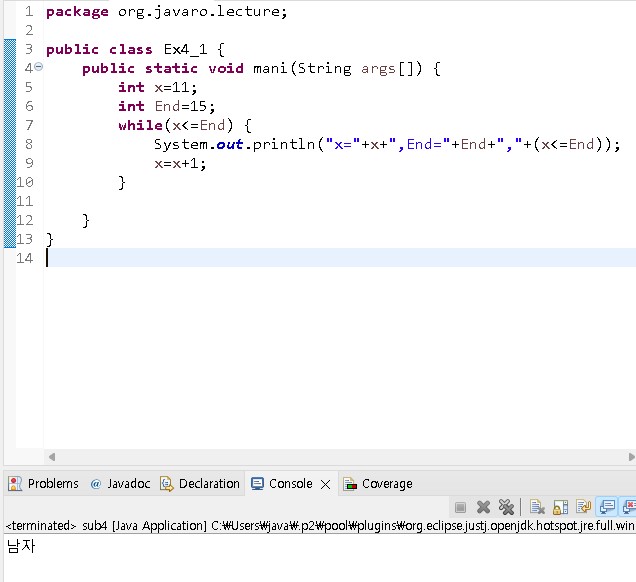 1 package org.javaro.lecture;
2
3 public class Ex4_1 {
4 public static void mani(String args[]) {
5 int x=11;
6 int End=15;
7 while(x<=End) {
8 System.out.println("x="+x+",End="+End+","+(x<=End));
9 x=x+1;
10 }
11
12 }
13 }
14
Problems @ Javadoc Declaration Console Coverage
<terminated> sub4 [Java Application] C:₩Users₩java₩.p2₩pool₩plugins₩org.eclipse.justj.openjdk.hotspot.jre.full.win
남자